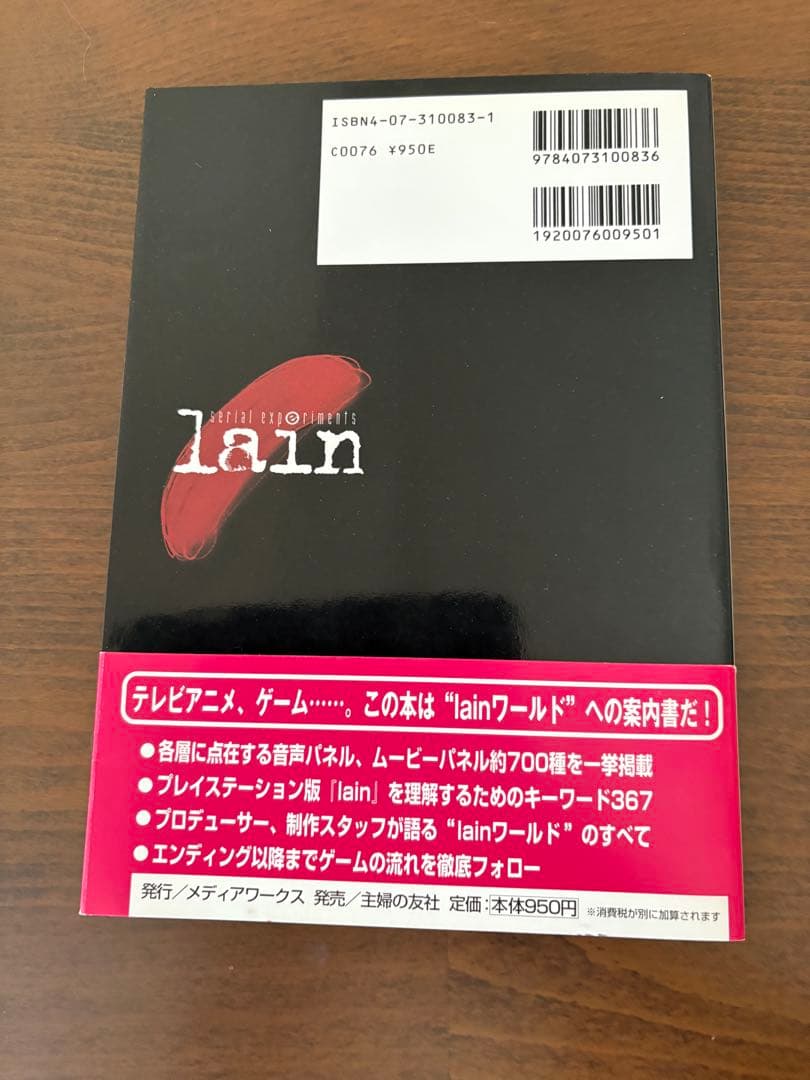 ISBN4-07-310083-1
C0076 ¥950E
9784073100836
1920076009501
serial experiments
lain
テレビアニメ、ゲーム……。この本は“lainワールド”への案内書だ！
●各層に点在する音声パネル、ムービーパネル約700種を一挙掲載
●プレイステーション版『lain』を理解するためのキーワード367
●プロデューサー、制作スタッフが語る“lainワールド”のすべて
●エンディング以降までゲームの流れを徹底フォロー
発行／メディアワークス 発売／主婦の友社 定価：本体950円 ※消費税が別に加算されます